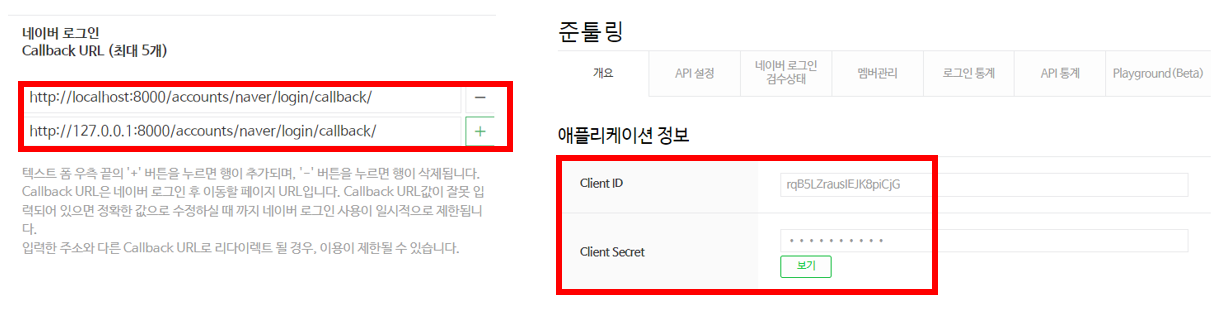 네이버 로그인
Callback URL (최대 5개)
http://localhost:8000/accounts/naver/login/callback/
http://127.0.0.1:8000/accounts/naver/login/callback/
텍스트 폼 우측 끝의 '+' 버튼을 누르면 행이 추가되며, '-' 버튼을 누르면 행이 삭제됩니다.
Callback URL은 네이버 로그인 후 이동할 페이지 URL입니다. Callback URL값이 잘못 입
력되어 있으면 정확한 값으로 수정하실 때 까지 네이버 로그인 사용이 일시적으로 제한됩니
다.
입력한 주소와 다른 Callback URL로 리다이렉트 될 경우, 이용이 제한될 수 있습니다.
준툴링
개요
API 설정
네이버 로그인
검수상태
멤버관리
로그인 통계
API 통계
Playground (Beta)
애플리케이션 정보
Client ID
rqB5LZrausIEJK8piCjG
Client Secret
보기